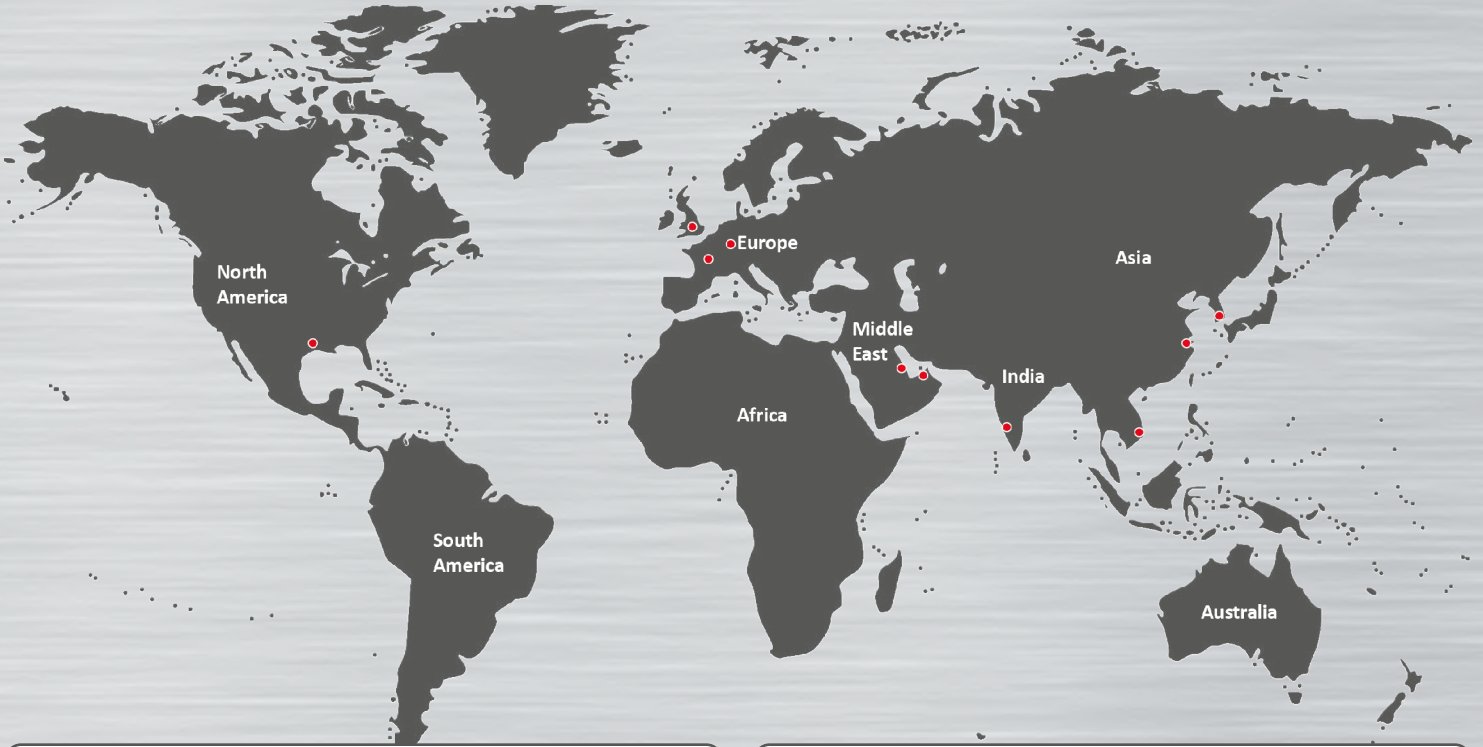 North
America
Europe
Asia
Middle
East
India
Africa
South
America
Australia